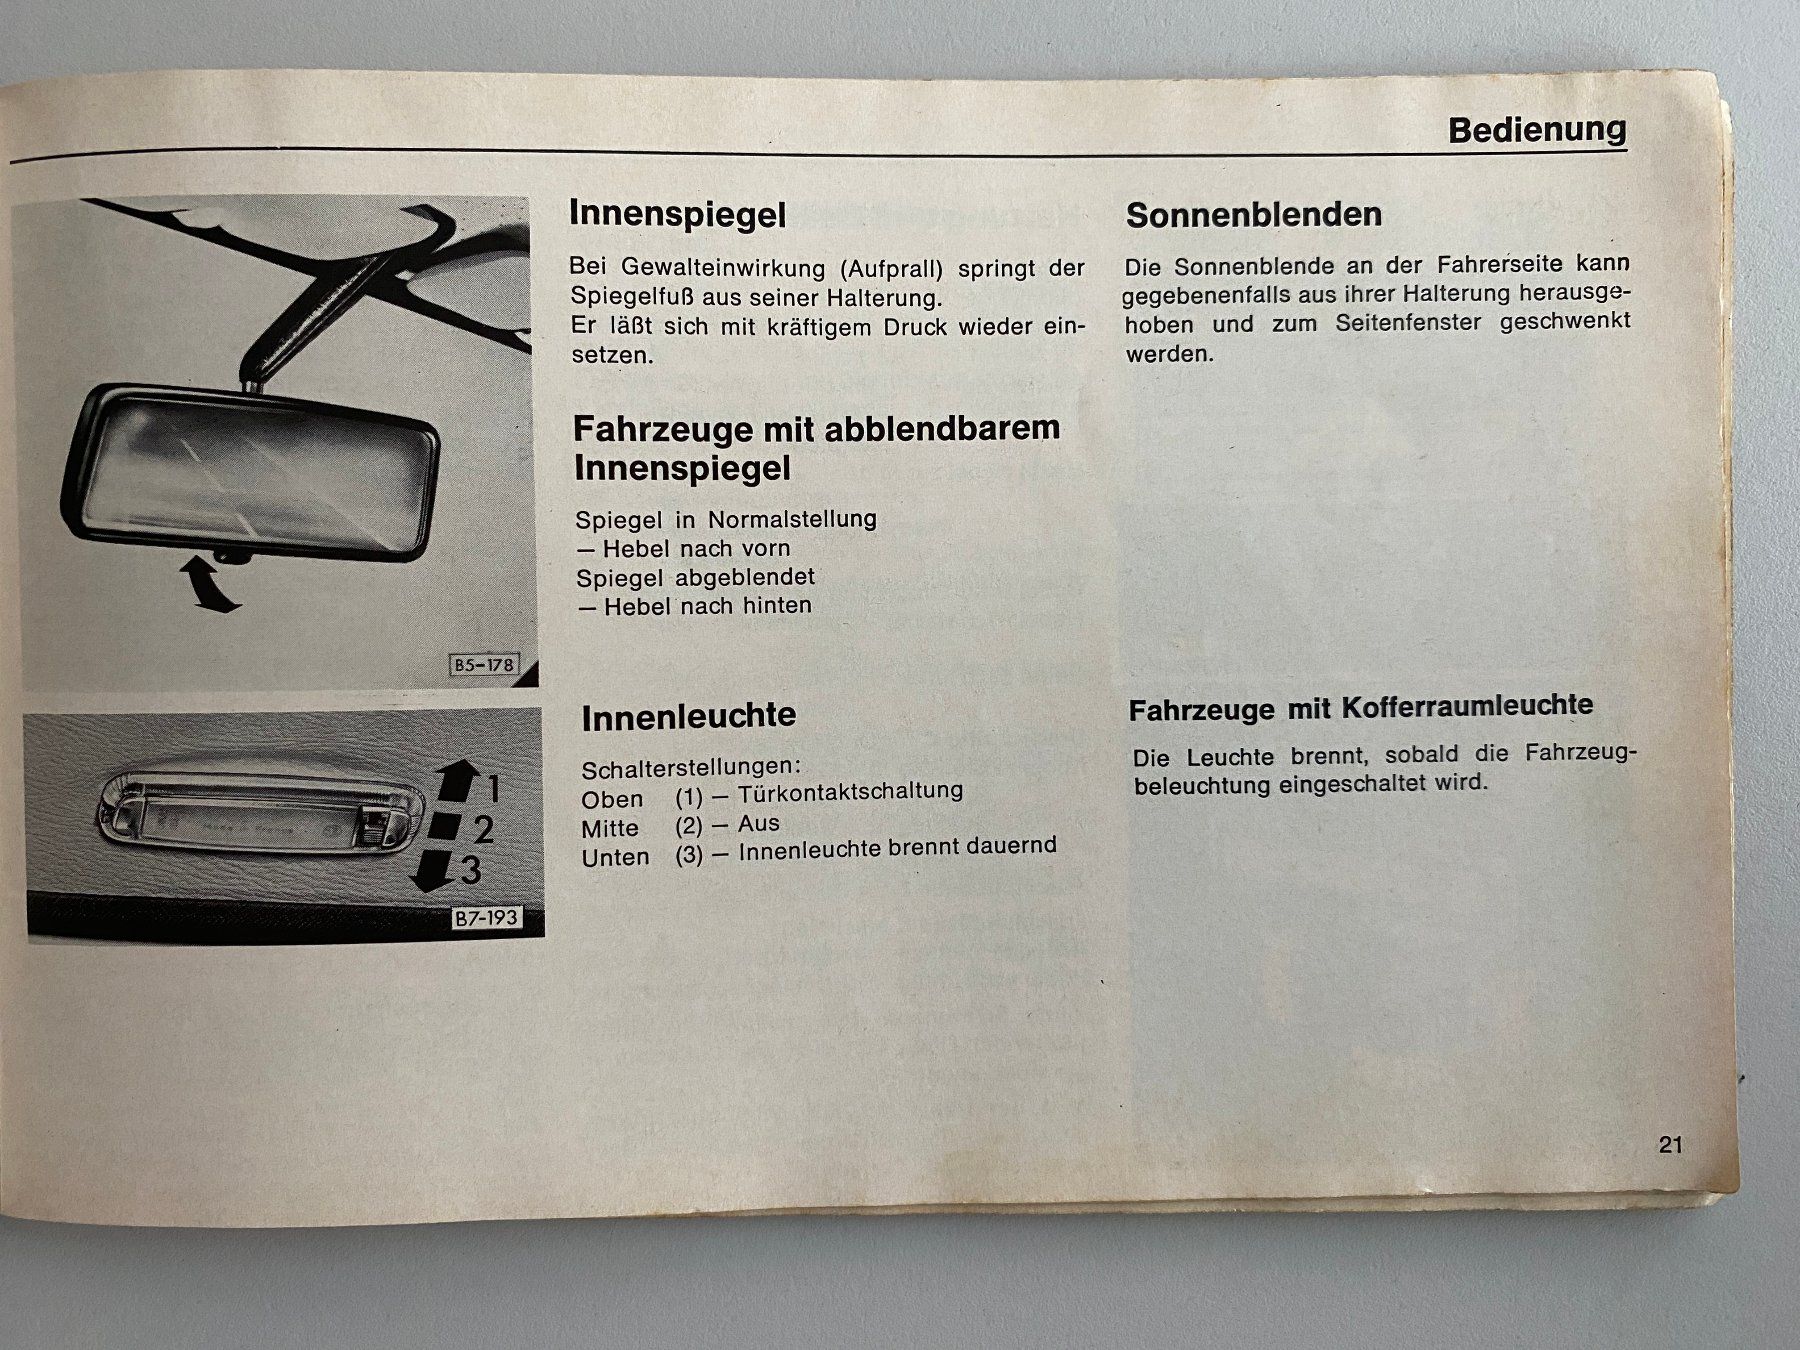 Bedienung
Innenspiegel
Bei Gewalteinwirkung (Aufprall) springt der
Spiegelfuß aus seiner Halterung.
Er läßt sich mit kräftigem Druck wieder ein-
setzen.
Fahrzeuge mit abblendbarem
Innenspiegel
Spiegel in Normalstellung
— Hebel nach vorn
Spiegel abgeblendet
— Hebel nach hinten
B5-178
Sonnenblenden
Die Sonnenblende an der Fahrerseite kann
gegebenenfalls aus ihrer Halterung herausge-
hoben und zum Seitenfenster geschwenkt
werden.
1
2
3
B7-193
Innenleuchte
Schalterstellungen:
Oben (1) — Türkontaktschaltung
Mitte (2) — Aus
Unten (3) — Innenleuchte brennt dauernd
Fahrzeuge mit Kofferraumleuchte
Die Leuchte brennt, sobald die Fahrzeug-
beleuchtung eingeschaltet wird.
21